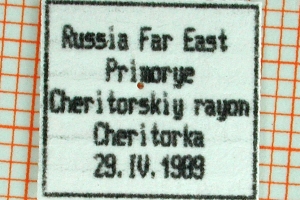 Russia Far East
Primorye
Cheritorskiy rayon
Cheritorka
29.IV.1989